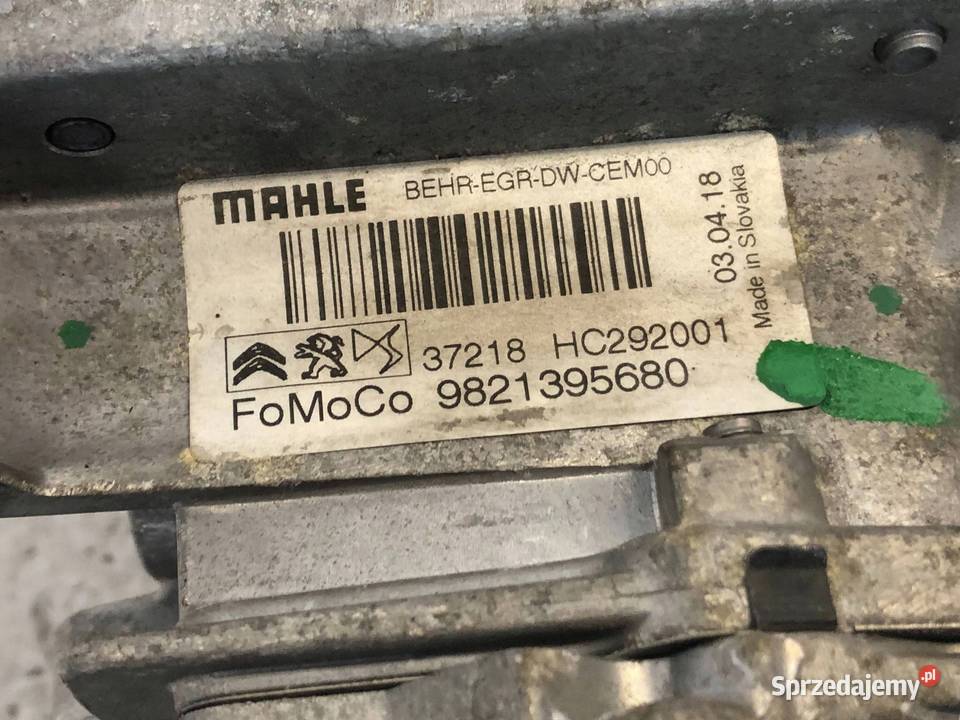 MAHLE BEHR-EGR-DW-CEM00
03.04.18
Made in Slovakia
37218 HC292001
FoMoCo 9821395680
Sprzedajemy.pl